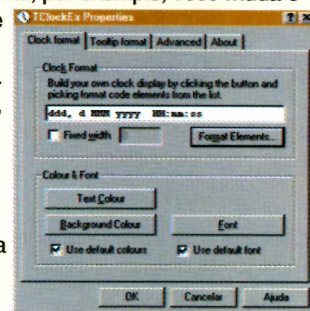 TClockEx Properties
Clock format Tooltip format Advanced About
Clock Format
Build your own clock display by clicking the button and
picking format code elements from the list.
ddd, d MMM yyyy HH:mm:ss
Fixed width Format Elements...
Colour & Font
Text Colour
Background Colour Font
Use default colours Use default font
OK Cancelar Ajuda